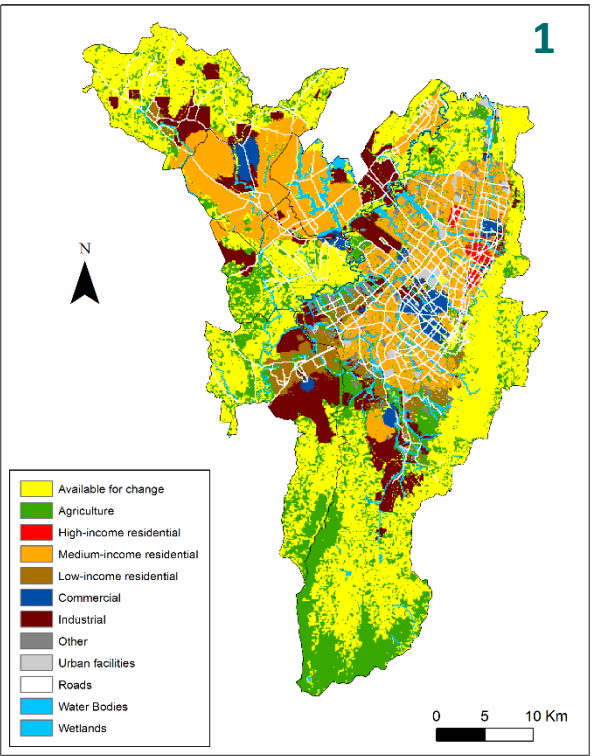 1
N
Available for change
Agriculture
High-income residential
Medium-income residential
Low-income residential
Commercial
Industrial
Other
Urban facilities
Roads
Water Bodies
Wetlands
0 5 10 Km